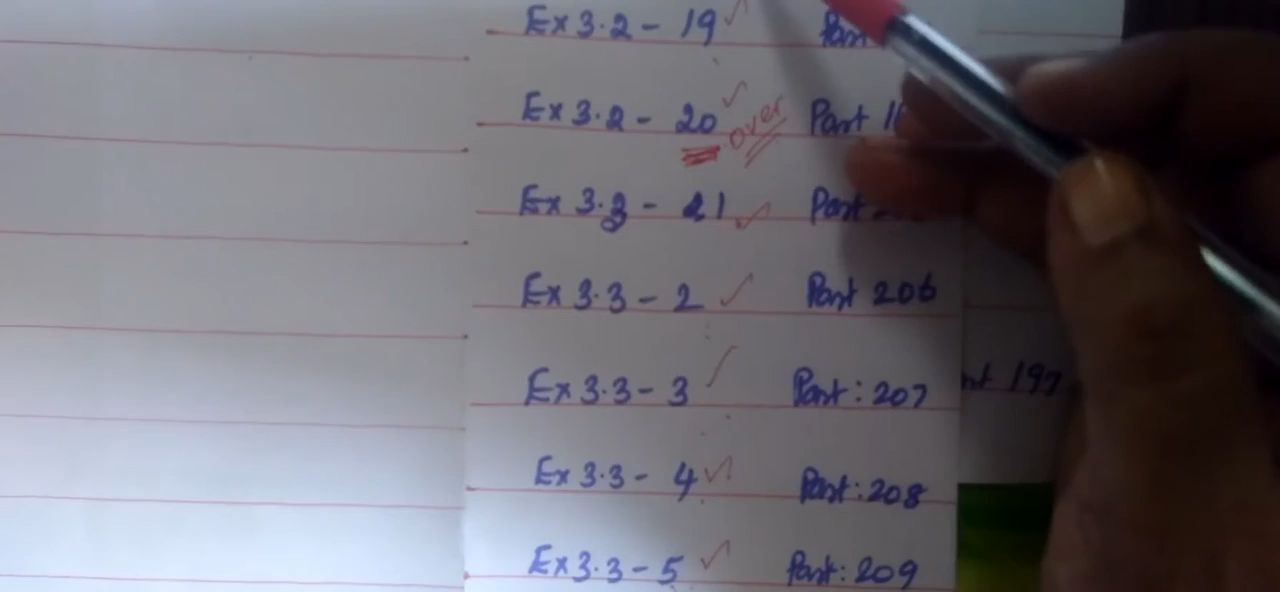 Ex 3.2 - 19 ✓ Part
Ex 3.2 - 20 ✓ over Part
Ex 3.3 - 21 ✓ Part
Ex 3.3 - 2 ✓ Part 206
Ex 3.3 - 3 ✓ Part : 207
197
Ex 3.3 - 4 ✓ Part : 208
Ex 3.3 - 5 ✓ Part : 209